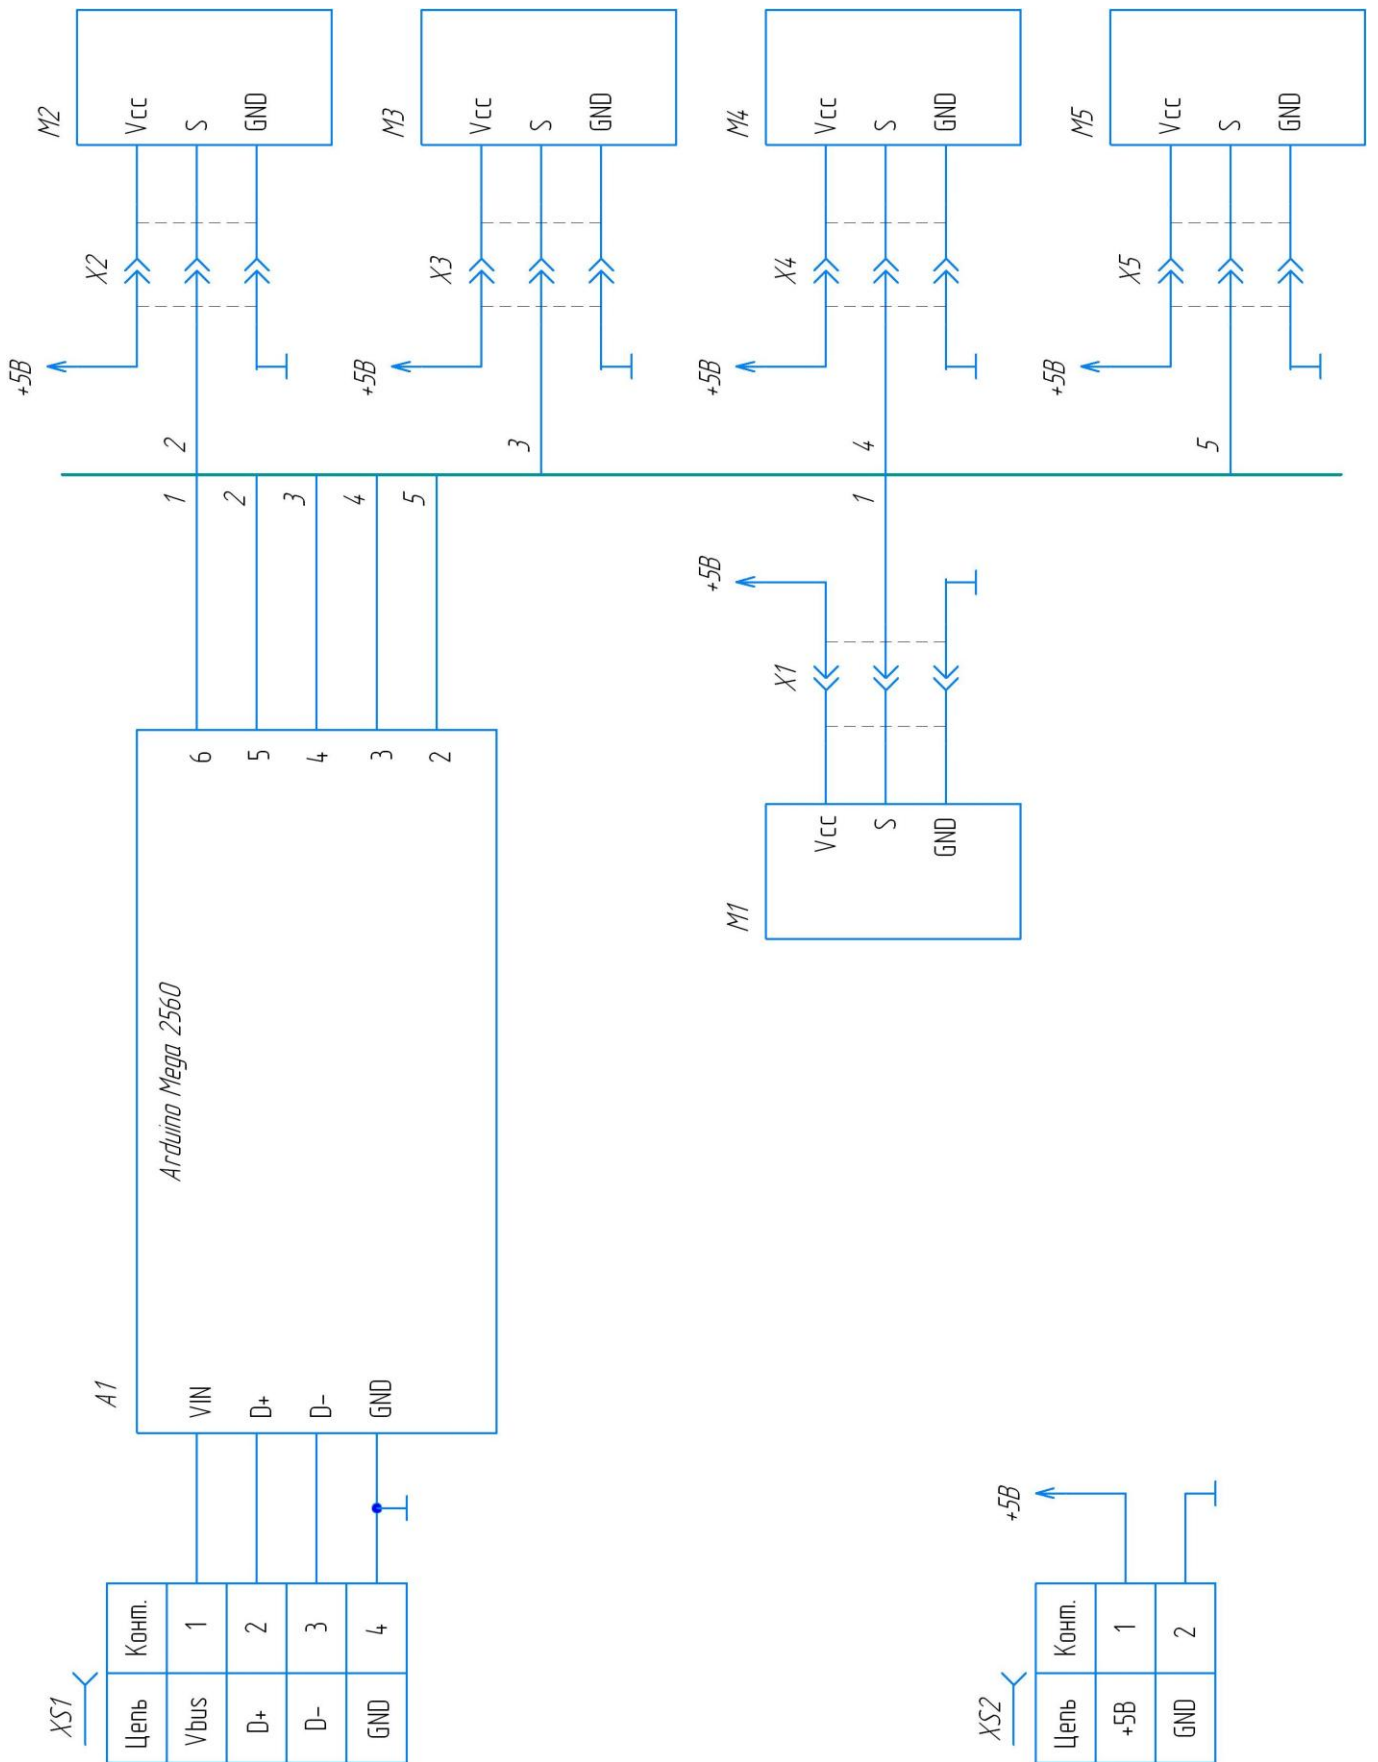 XS1
Цепь Конт.
Vbus 1
D+ 2
D- 3
GND 4
A1
Arduino Mega 2560
VIN
D+
D-
GND
6
5
4
3
2
1
2
3
4
5
+5В
X2
M2
Vcc
S
GND
2
+5В
X3
M3
Vcc
S
GND
3
+5В
X4
M4
Vcc
S
GND
4
+5В
X5
M5
Vcc
S
GND
5
M1
Vcc
S
GND
X1
+5В
1
XS2
Цепь Конт.
+5В 1
GND 2
+5В